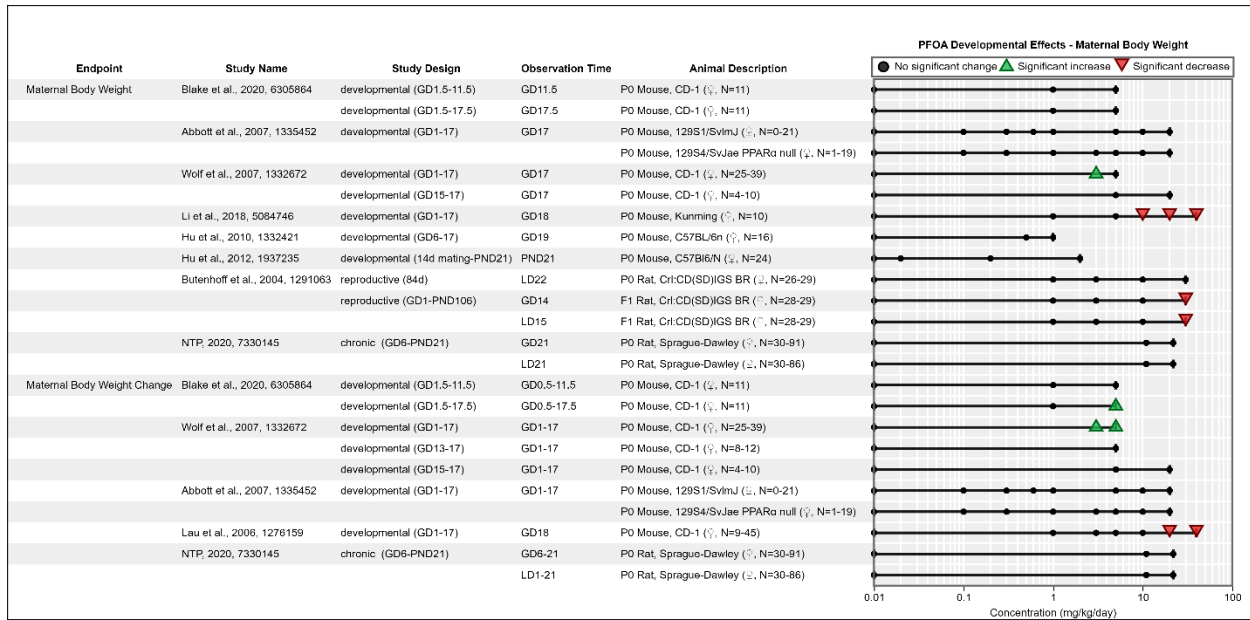 PFOA Developmental Effects - Maternal Body Weight
Endpoint Study Name Study Design Observation Time Animal Description
No significant change Significant increase Significant decrease
Maternal Body Weight Blake et al., 2020, 6305864 developmental (GD1.5-11.5) GD11.5 P0 Mouse, CD-1 (♀, N=11)
developmental (GD1.5-17.5) GD17.5 P0 Mouse, CD-1 (♀, N=11)
Abbott et al., 2007, 1335452 developmental (GD1-17) GD17 P0 Mouse, 129S1/SvlmJ (♀, N=0-21)
P0 Mouse, 129S4/SvJae PPARα null (♀, N=1-19)
Wolf et al., 2007, 1332672 developmental (GD1-17) GD17 P0 Mouse, CD-1 (♀, N=25-39)
developmental (GD15-17) GD17 P0 Mouse, CD-1 (♀, N=4-10)
Li et al., 2018, 5084746 developmental (GD1-17) GD18 P0 Mouse, Kunming (♀, N=10)
Hu et al., 2010, 1332421 developmental (GD6-17) GD19 P0 Mouse, C57BL/6n (♀, N=16)
Hu et al., 2012, 1937235 developmental (14d mating-PND21) PND21 P0 Mouse, C57Bl6/N (♀, N=24)
Butenhoff et al., 2004, 1291063 reproductive (84d) LD22 P0 Rat, Crl:CD(SD)IGS BR (♀, N=26-29)
reproductive (GD1-PND106) GD14 F1 Rat, Crl:CD(SD)IGS BR (♀, N=28-29)
LD15 F1 Rat, Crl:CD(SD)IGS BR (♀, N=28-29)
NTP, 2020, 7330145 chronic (GD6-PND21) GD21 P0 Rat, Sprague-Dawley (♀, N=30-91)
LD21 P0 Rat, Sprague-Dawley (♀, N=30-86)
Maternal Body Weight Change Blake et al., 2020, 6305864 developmental (GD1.5-11.5) GD0.5-11.5 P0 Mouse, CD-1 (♀, N=11)
developmental (GD1.5-17.5) GD0.5-17.5 P0 Mouse, CD-1 (♀, N=11)
Wolf et al., 2007, 1332672 developmental (GD1-17) GD1-17 P0 Mouse, CD-1 (♀, N=25-39)
developmental (GD13-17) GD1-17 P0 Mouse, CD-1 (♀, N=8-12)
developmental (GD15-17) GD1-17 P0 Mouse, CD-1 (♀, N=4-10)
Abbott et al., 2007, 1335452 developmental (GD1-17) GD1-17 P0 Mouse, 129S1/SvlmJ (♀, N=0-21)
P0 Mouse, 129S4/SvJae PPARα null (♀, N=1-19)
Lau et al., 2006, 1276159 developmental (GD1-17) GD18 P0 Mouse, CD-1 (♀, N=9-45)
NTP, 2020, 7330145 chronic (GD6-PND21) GD6-21 P0 Rat, Sprague-Dawley (♀, N=30-91)
LD1-21 P0 Rat, Sprague-Dawley (♀, N=30-86)
0.01 0.1 1 10 100
Concentration (mg/kg/day)